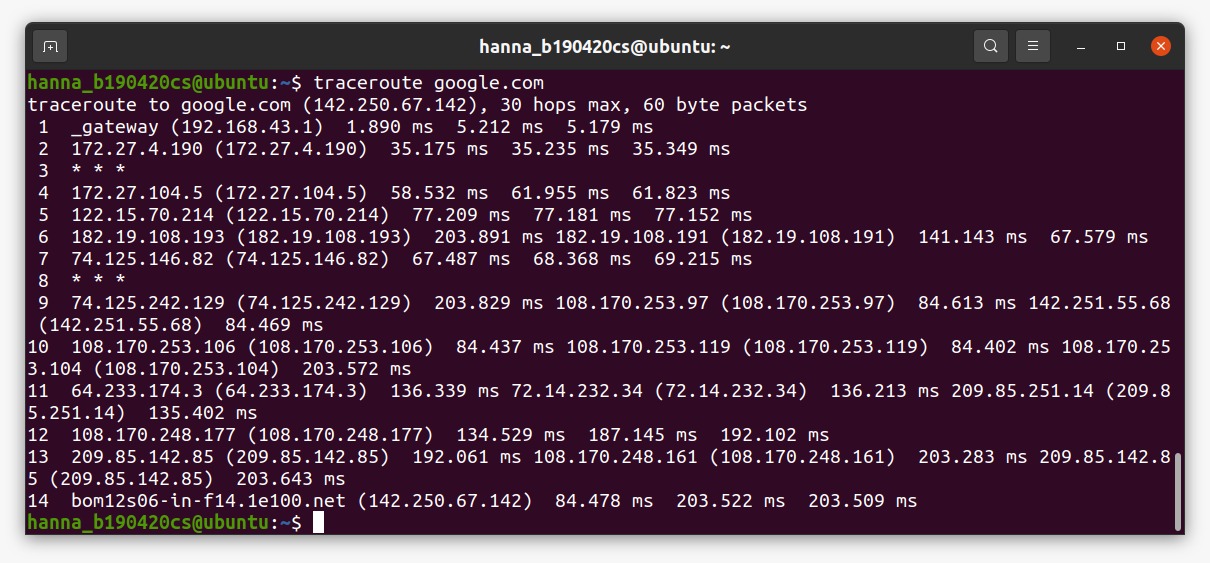 hanna_b190420cs@ubuntu: ~
hanna_b190420cs@ubuntu:~$ traceroute google.com
traceroute to google.com (142.250.67.142), 30 hops max, 60 byte packets
 1  _gateway (192.168.43.1)  1.890 ms  5.212 ms  5.179 ms
 2  172.27.4.190 (172.27.4.190)  35.175 ms  35.235 ms  35.349 ms
 3  * * *
 4  172.27.104.5 (172.27.104.5)  58.532 ms  61.955 ms  61.823 ms
 5  122.15.70.214 (122.15.70.214)  77.209 ms  77.181 ms  77.152 ms
 6  182.19.108.193 (182.19.108.193)  203.891 ms 182.19.108.191 (182.19.108.191)  141.143 ms  67.579 ms
 7  74.125.146.82 (74.125.146.82)  67.487 ms  68.368 ms  69.215 ms
 8  * * *
 9  74.125.242.129 (74.125.242.129)  203.829 ms 108.170.253.97 (108.170.253.97)  84.613 ms 142.251.55.68
 (142.251.55.68)  84.469 ms
10  108.170.253.106 (108.170.253.106)  84.437 ms 108.170.253.119 (108.170.253.119)  84.402 ms 108.170.25
3.104 (108.170.253.104)  203.572 ms
11  64.233.174.3 (64.233.174.3)  136.339 ms 72.14.232.34 (72.14.232.34)  136.213 ms 209.85.251.14 (209.8
5.251.14)  135.402 ms
12  108.170.248.177 (108.170.248.177)  134.529 ms  187.145 ms  192.102 ms
13  209.85.142.85 (209.85.142.85)  192.061 ms 108.170.248.161 (108.170.248.161)  203.283 ms 209.85.142.8
5 (209.85.142.85)  203.643 ms
14  bom12s06-in-f14.1e100.net (142.250.67.142)  84.478 ms  203.522 ms  203.509 ms
hanna_b190420cs@ubuntu:~$